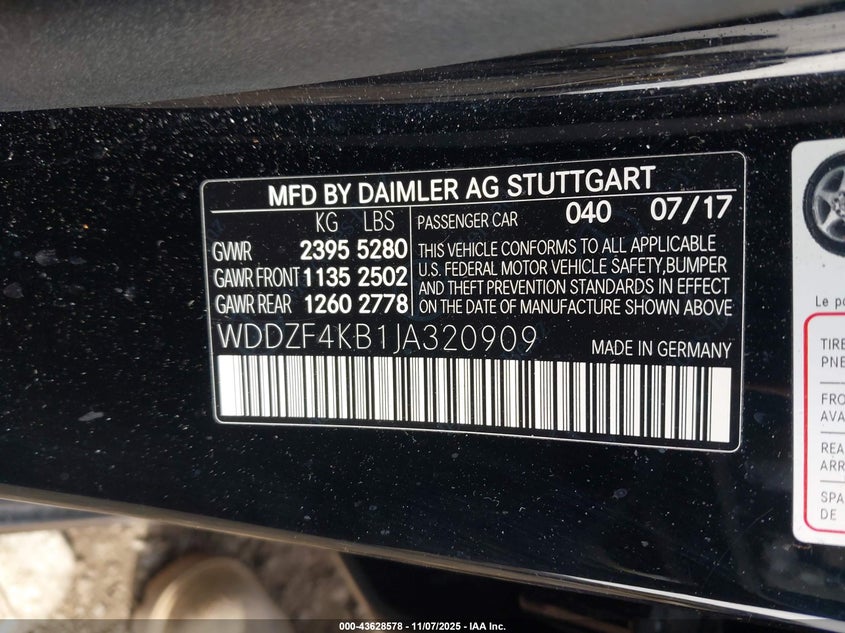 MFD BY DAIMLER AG STUTTGART
KG LBS
GVWR 2395 5280
GAWR FRONT 1135 2502
GAWR REAR 1260 2778
PASSENGER CAR 040 07/17
THIS VEHICLE CONFORMS TO ALL APPLICABLE
U.S. FEDERAL MOTOR VEHICLE SAFETY,BUMPER
AND THEFT PREVENTION STANDARDS IN EFFECT
ON THE DATE OF MANUFACTURE SHOWN ABOVE
WDDZF4KB1JA320909
MADE IN GERMANY
Le po
TIRE
PNE
FRO
AVA
REA
ARR
SPA
DE
000-43628578 - 11/07/2025 - IAA Inc.